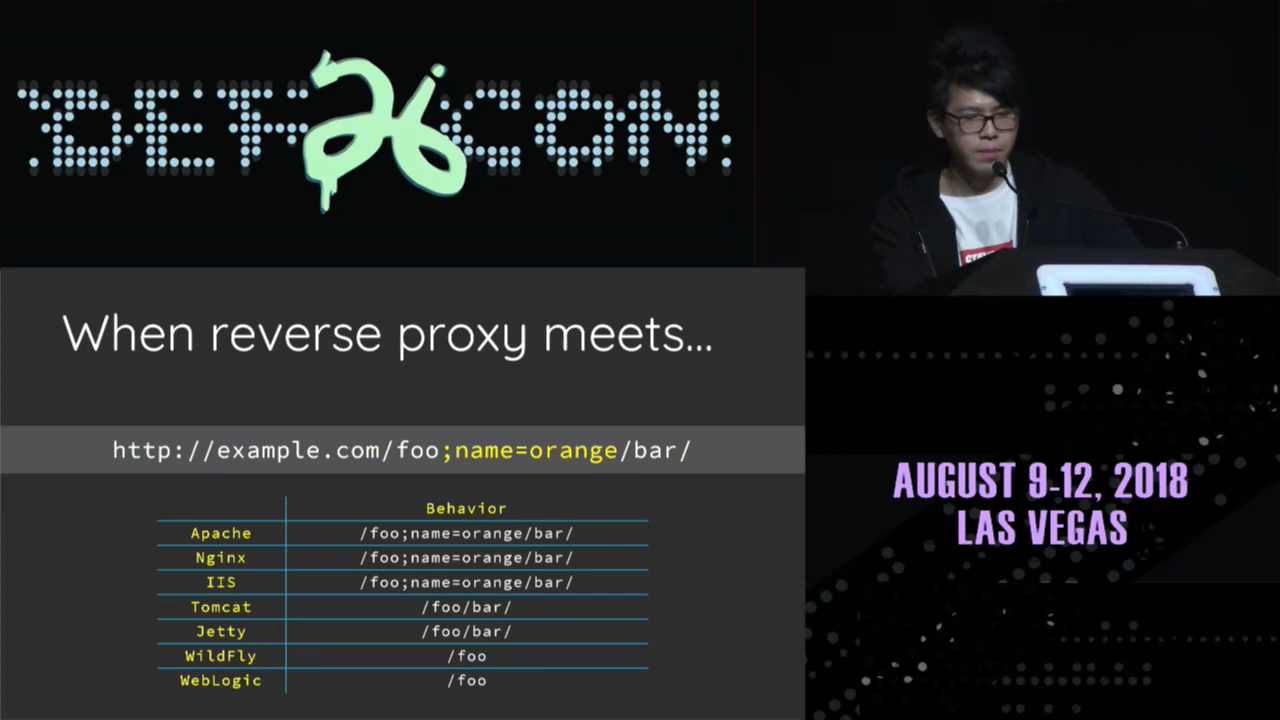 DEF 26 CON
When reverse proxy meets...
http://example.com/foo;name=orange/bar/
Behavior
Apache /foo;name=orange/bar/
Nginx /foo;name=orange/bar/
IIS /foo;name=orange/bar/
Tomcat /foo/bar/
Jetty /foo/bar/
WildFly /foo
WebLogic /foo
AUGUST 9-12, 2018
LAS VEGAS